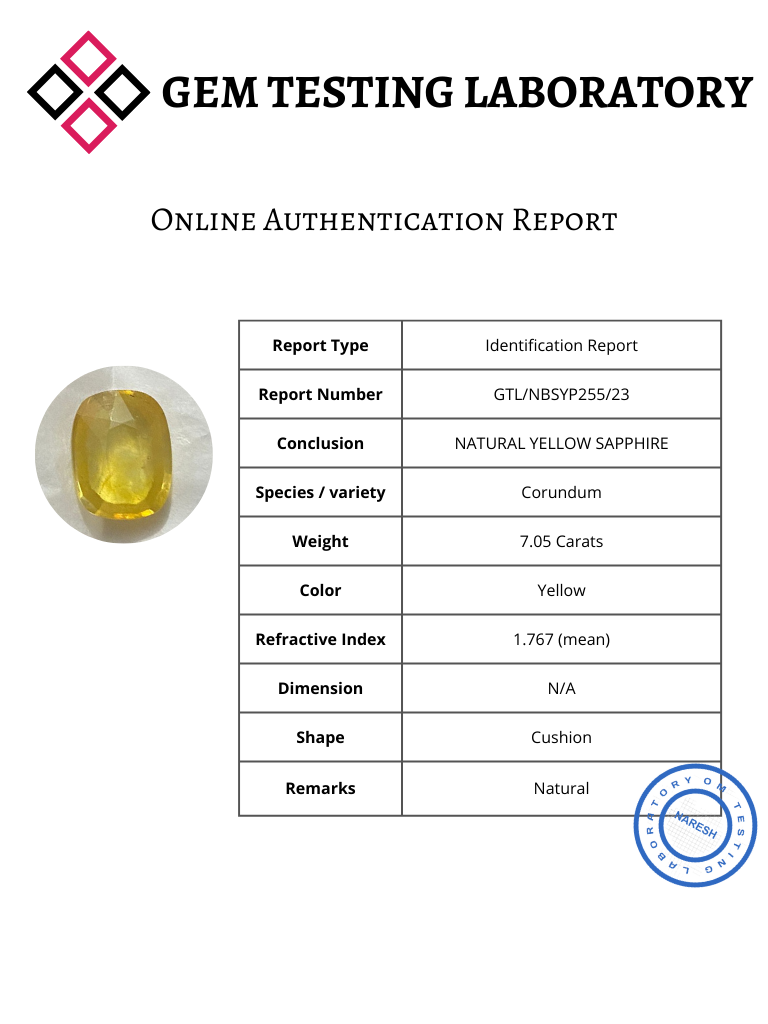 GEM TESTING LABORATORY
Online Authentication Report
Report Type Identification Report
Report Number GTL/NBSYP255/23
Conclusion NATURAL YELLOW SAPPHIRE
Species / variety Corundum
Weight 7.05 Carats
Color Yellow
Refractive Index 1.767 (mean)
Dimension N/A
Shape Cushion
Remarks Natural
OM TESTING LABORATORY
NARESH